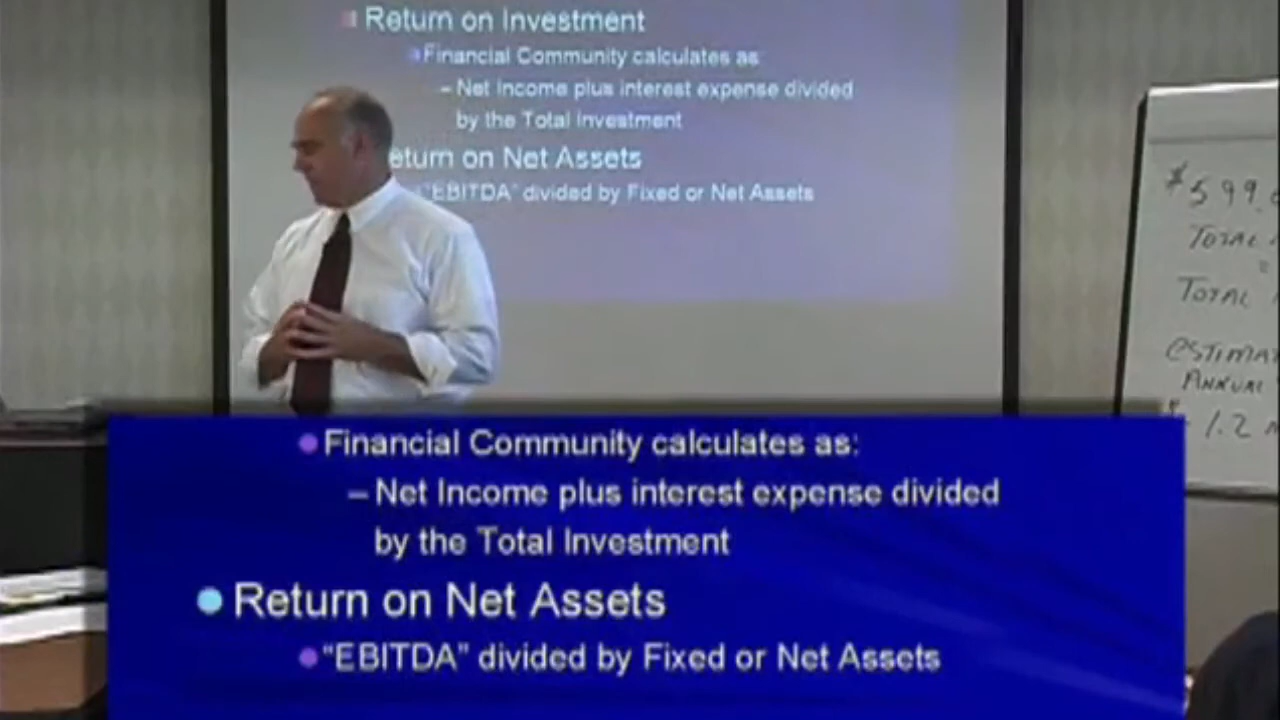 Return on Investment
Financial Community calculates as:
– Net Income plus interest expense divided
by the Total Investment
eturn on Net Assets
"EBITDA" divided by Fixed or Net Assets
$599.
TOTAL
TOTAL
ESTIMAT
ANNUAL
$1.2
Financial Community calculates as:
– Net Income plus interest expense divided
by the Total Investment
Return on Net Assets
“EBITDA” divided by Fixed or Net Assets